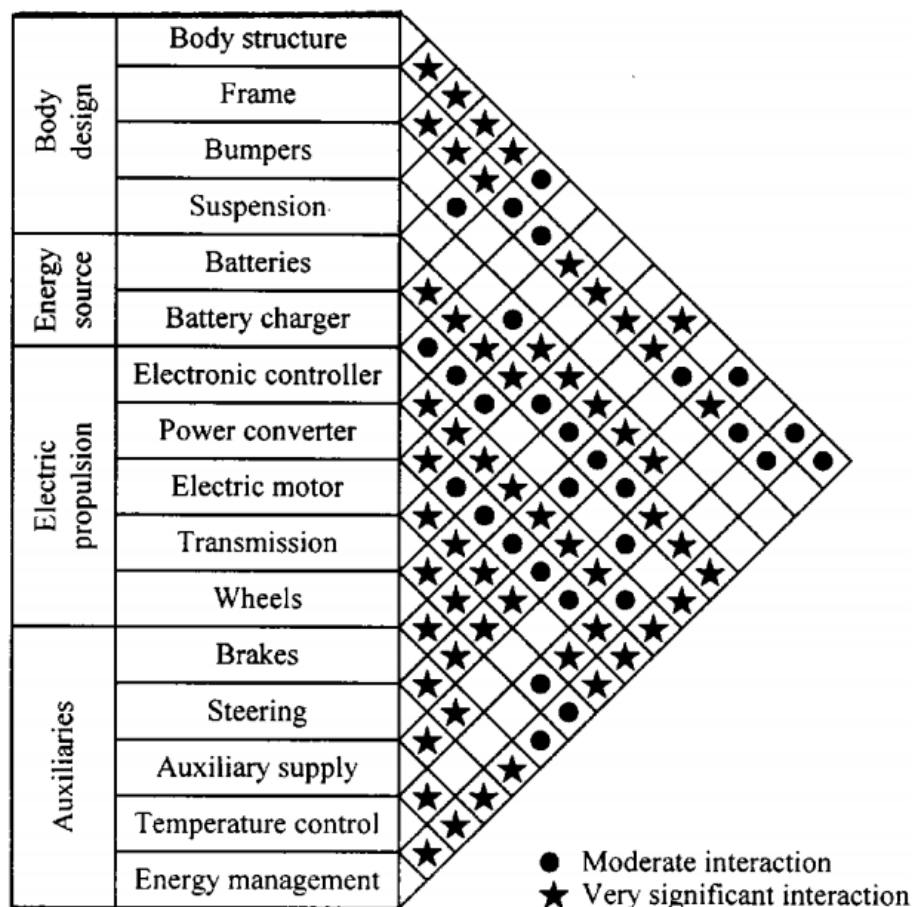 Body design
Body structure
Frame
Bumpers
Suspension
Energy source
Batteries
Battery charger
Electric propulsion
Electronic controller
Power converter
Electric motor
Transmission
Wheels
Auxiliaries
Brakes
Steering
Auxiliary supply
Temperature control
Energy management
Moderate interaction
Very significant interaction